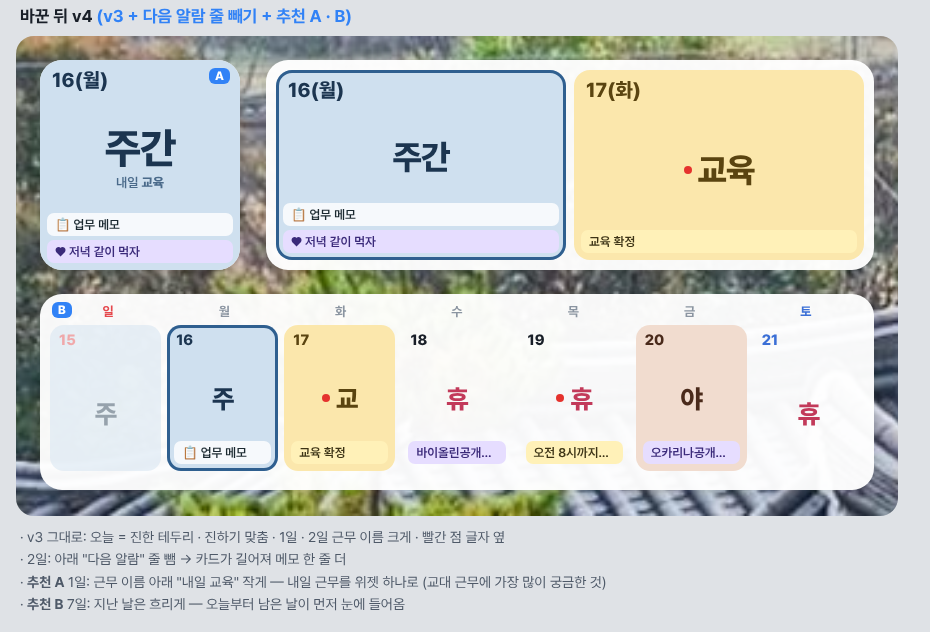 바꾼 뒤 v4 (v3 + 다음 알람 줄 빼기 + 추천 A · B)
16(월) A
주간
내일 교육
📋 업무 메모
♥ 저녁 같이 먹자
16(월)
주간
📋 업무 메모
♥ 저녁 같이 먹자
17(화)
교육
교육 확정
B 일 월 화 수 목 금 토
15 16 17 18 19 20 21
주 주 교 휴 휴 야 휴
📋 업무 메모 교육 확정 바이올린공개... 오전 8시까지... 오카리나공개...
· v3 그대로: 오늘 = 진한 테두리 · 진하기 맞춤 · 1일 · 2일 근무 이름 크게 · 빨간 점 글자 옆
· 2일: 아래 "다음 알람" 줄 뺌 → 카드가 길어져 메모 한 줄 더
· 추천 A 1일: 근무 이름 아래 "내일 교육" 작게 — 내일 근무를 위젯 하나로 (교대 근무에 가장 많이 궁금한 것)
· 추천 B 7일: 지난 날은 흐리게 — 오늘부터 남은 날이 먼저 눈에 들어옴